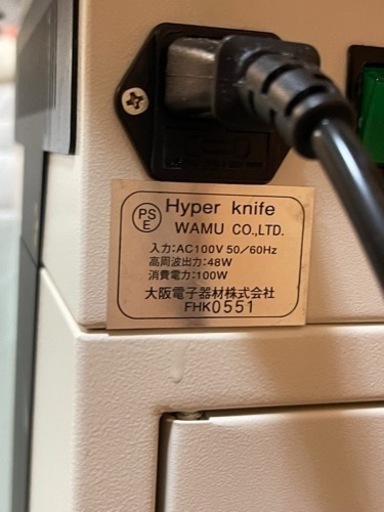 PS
E
Hyper knife
WAMU CO.,LTD.
入力:AC100V 50/60Hz
高周波出力:48W
消費電力:100W
大阪電子器材株式会社
FHK0551